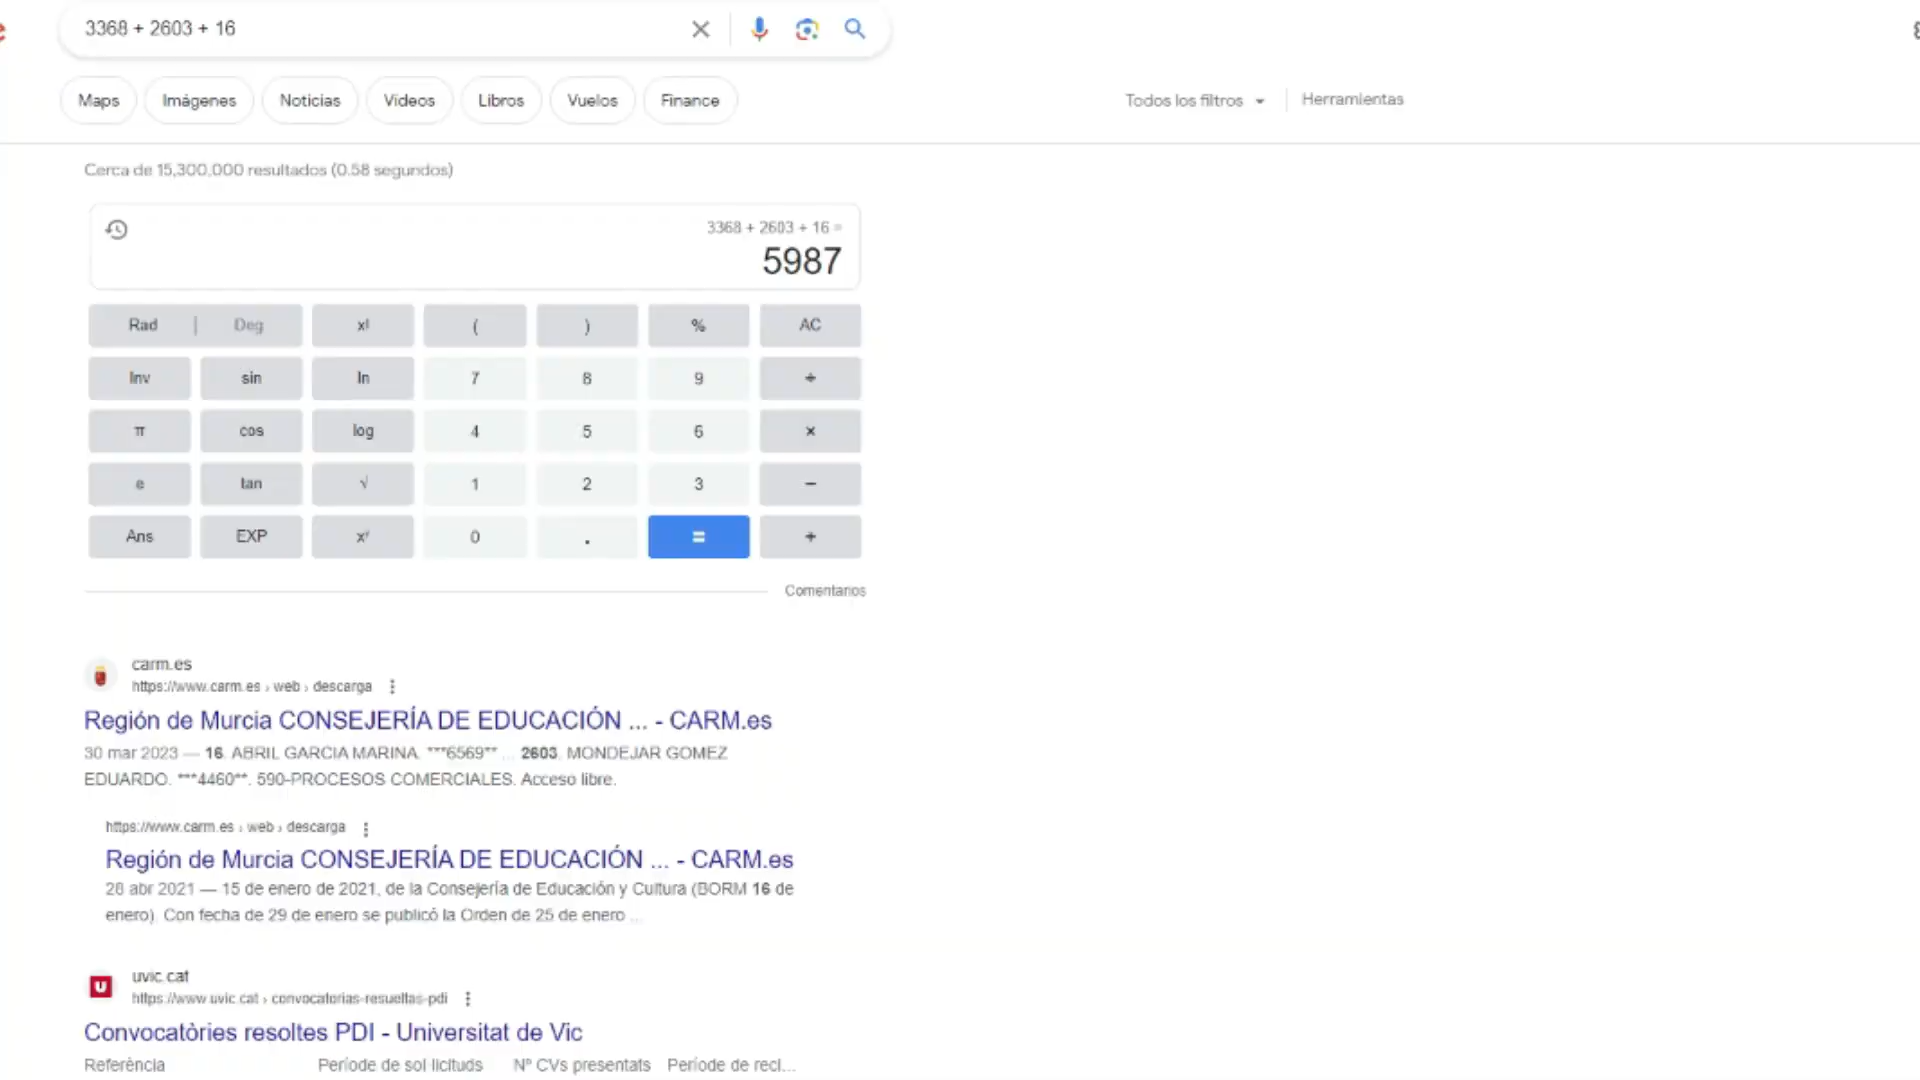 3368 + 2603 + 16
Maps
Imágenes
Noticias
Videos
Libros
Vuelos
Finance
Todos los filtros
Herramientas
Cerca de 15,300,000 resultados (0.58 segundos)
3368 + 2603 + 16 =
5987
Rad | Deg x! ( ) % AC
Inv sin ln 7 8 9 ÷
π cos log 4 5 6 ×
e tan √ 1 2 3 −
Ans EXP xʸ 0 . = +
Comentarios
carm.es
https://www.carm.es › web › descarga
Región de Murcia CONSEJERÍA DE EDUCACIÓN ... - CARM.es
30 mar 2023 — 16. ABRIL GARCIA MARINA. ***6569** ... 2603. MONDEJAR GOMEZ
EDUARDO. ***4460**. 590-PROCESOS COMERCIALES. Acceso libre.
https://www.carm.es › web › descarga
Región de Murcia CONSEJERÍA DE EDUCACIÓN ... - CARM.es
28 abr 2021 — 15 de enero de 2021, de la Consejería de Educación y Cultura (BORM 16 de
enero). Con fecha de 29 de enero se publicó la Orden de 25 de enero ...
U
uvic.cat
https://www.uvic.cat › convocatorias-resueltas-pdi
Convocatòries resoltes PDI - Universitat de Vic
Referència Període de sol·licituds Nº CVs presentats Període de recl...